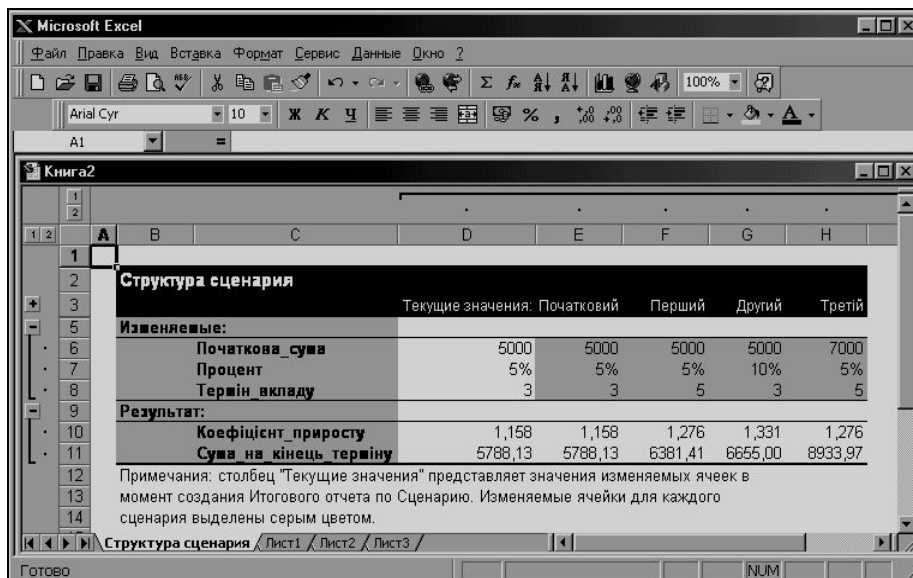 Microsoft Excel
Файл Правка Вид Вставка Формат Сервис Данные Окно ?
100%
Arial Cyr 10 Ж К Ч % , ,00
A1 =
Книга2
1
2
1 2 A B C D E F G H
1
2 Структура сценария
3 Текущие значения: Початковий Перший Другий Третій
5 Изменяемые:
6 Початкова_сума 5000 5000 5000 5000 7000
7 Процент 5% 5% 5% 10% 5%
8 Термін_вкладу 3 3 5 3 5
9 Результат:
10 Коефіцієнт_приросту 1,158 1,158 1,276 1,331 1,276
11 Сума_на_кінець_терміну 5788,13 5788,13 6381,41 6655,00 8933,97
12 Примечания: столбец "Текущие значения" представляет значения изменяемых ячеек в
13 момент создания Итогового отчета по Сценарию. Изменяемые ячейки для каждого
14 сценария выделены серым цветом.
Структура сценария Лист1 Лист2 Лист3
Готово NUM